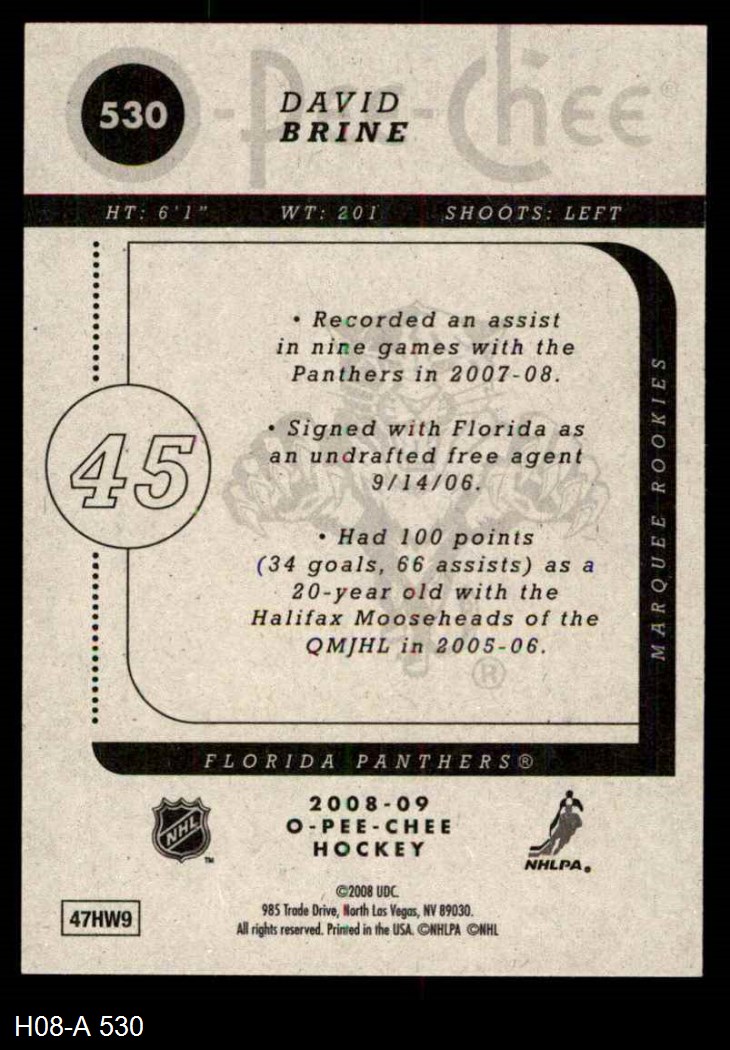 O-Pee-Chee®
530
DAVID
BRINE
HT: 6'1" WT: 201 SHOOTS: LEFT
• Recorded an assist
in nine games with the
Panthers in 2007-08.
• Signed with Florida as
an undrafted free agent
9/14/06.
• Had 100 points
(34 goals, 66 assists) as a
20-year old with the
Halifax Mooseheads of the
QMJHL in 2005-06.
®
45
MARQUEE ROOKIES
FLORIDA PANTHERS®
NHL TM
2008-09
O-PEE-CHEE
HOCKEY
NHLPA.
©2008 UDC.
985 Trade Drive, North Las Vegas, NV 89030.
All rights reserved. Printed in the USA. ©NHLPA ©NHL
47HW9
H08-A 530